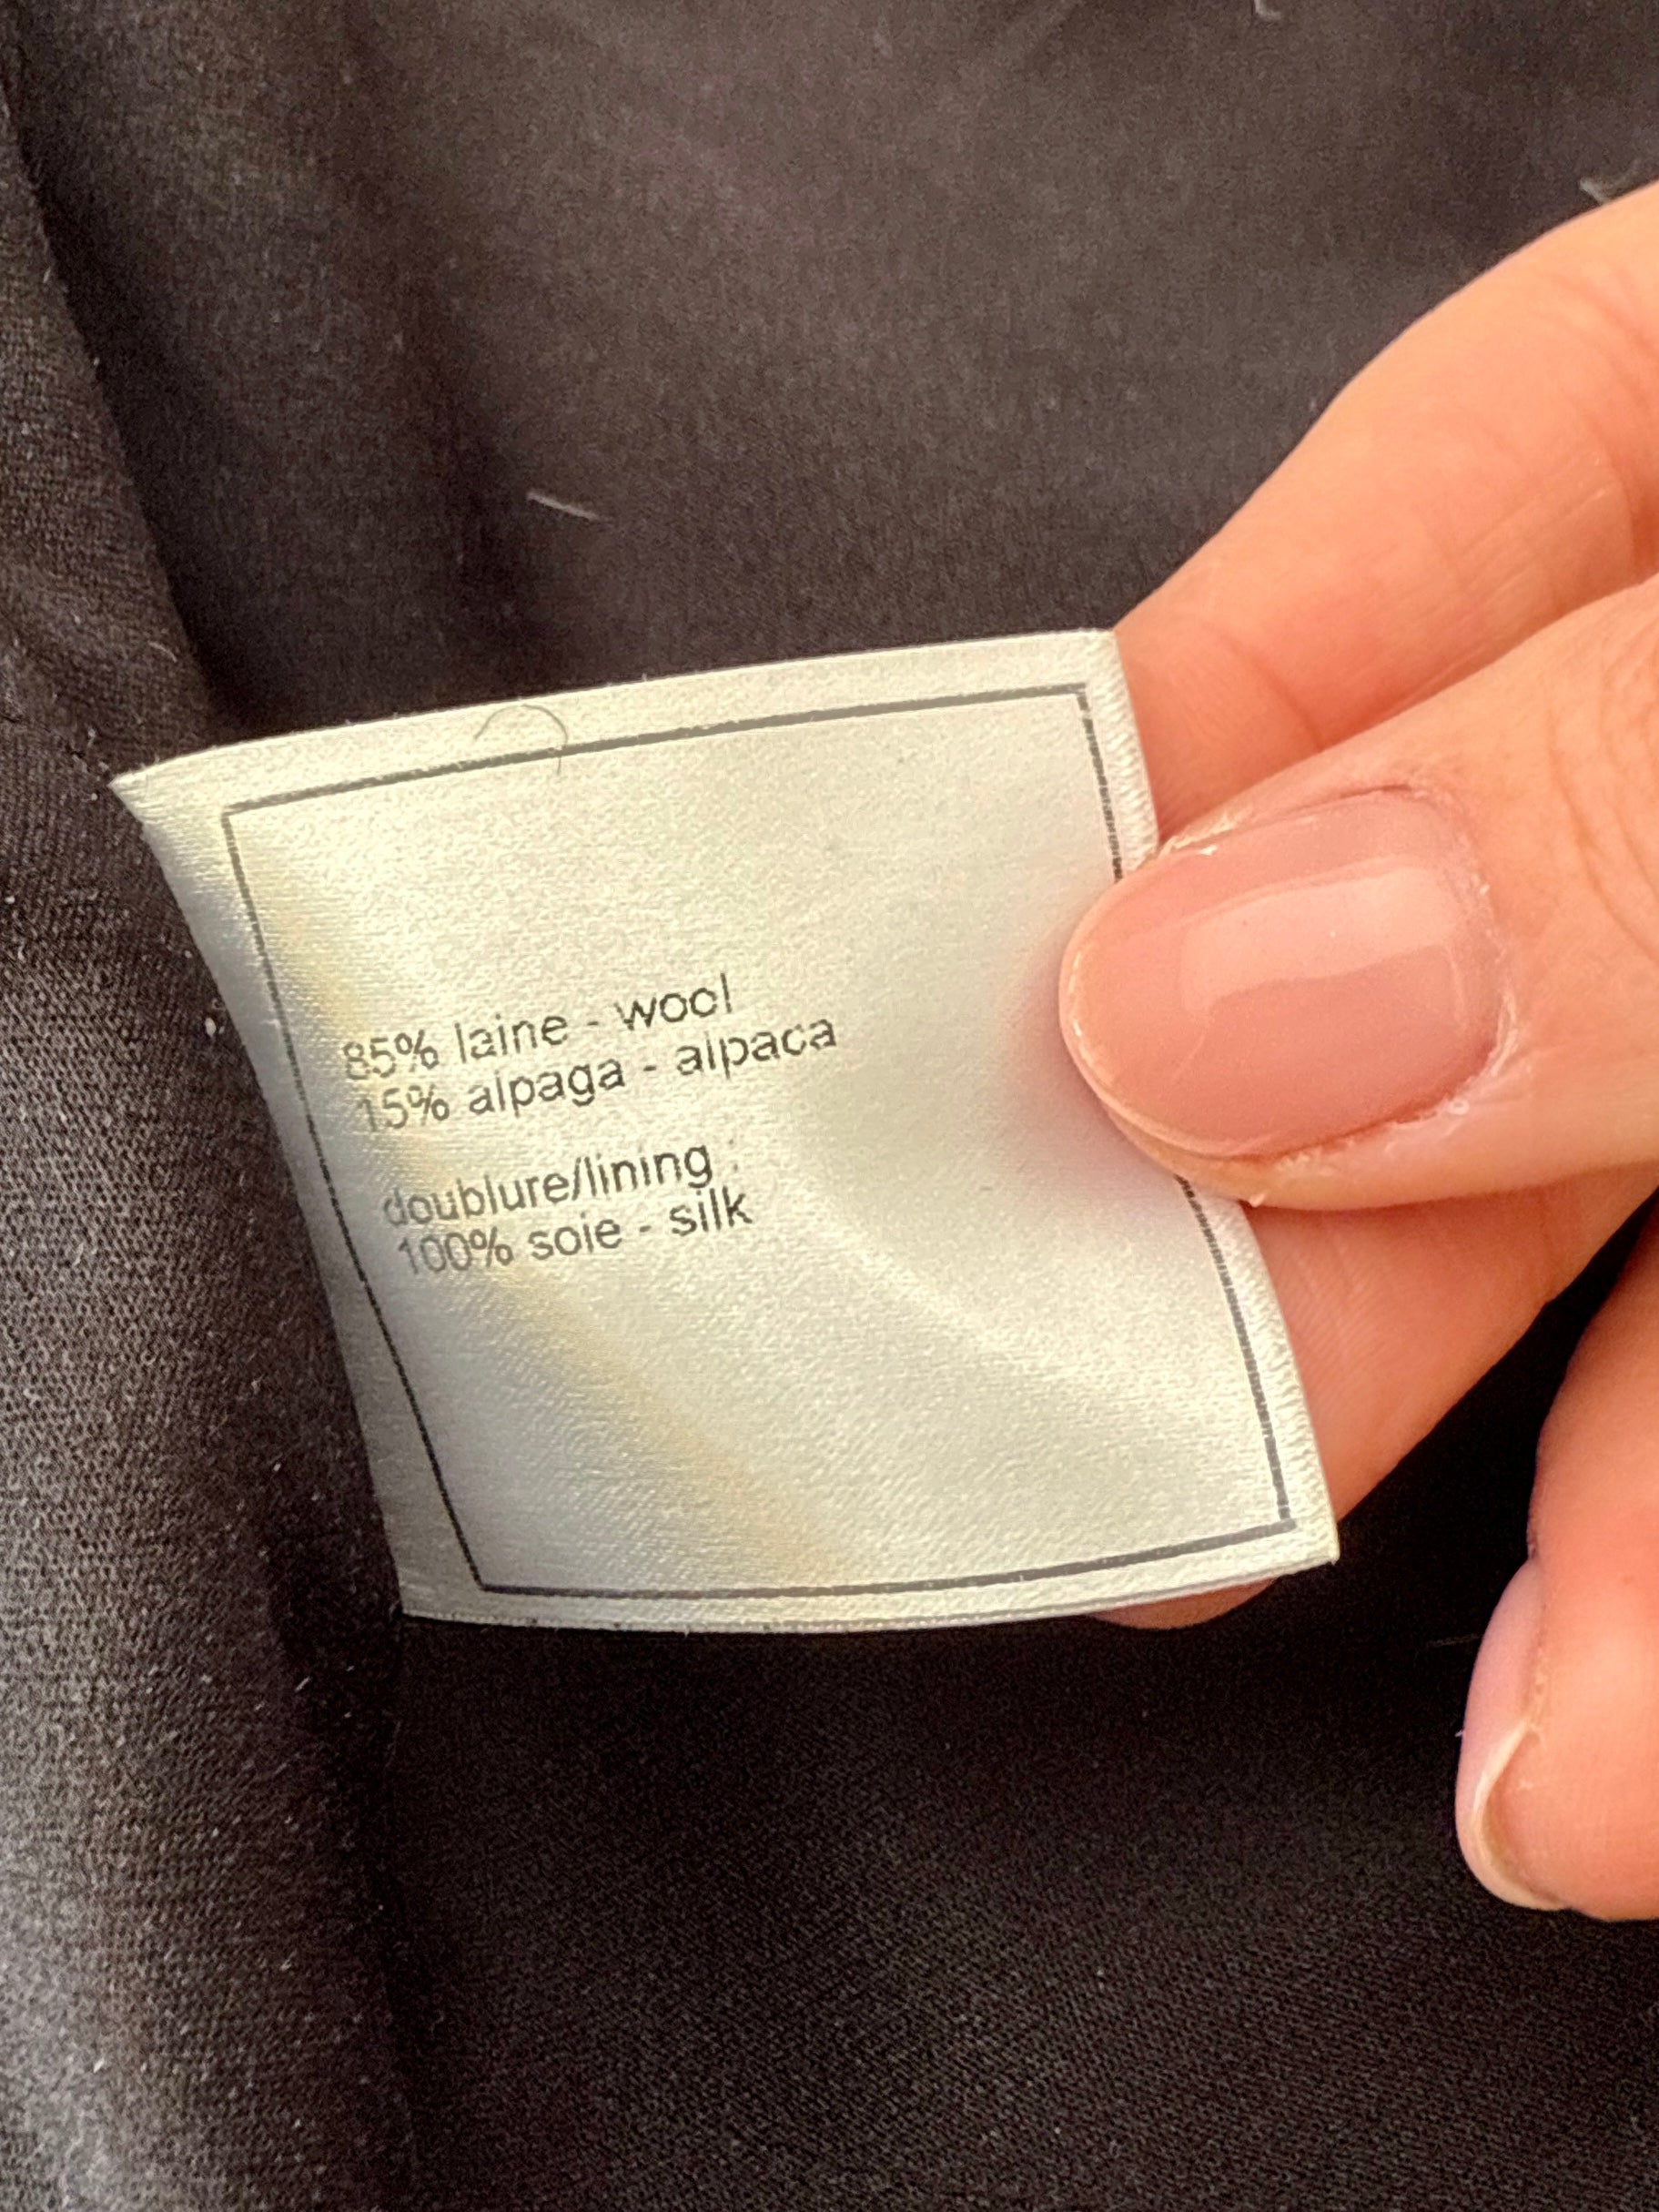 85% laine - wool
15% alpaga - alpaca
doublure/lining :
100% soie - silk